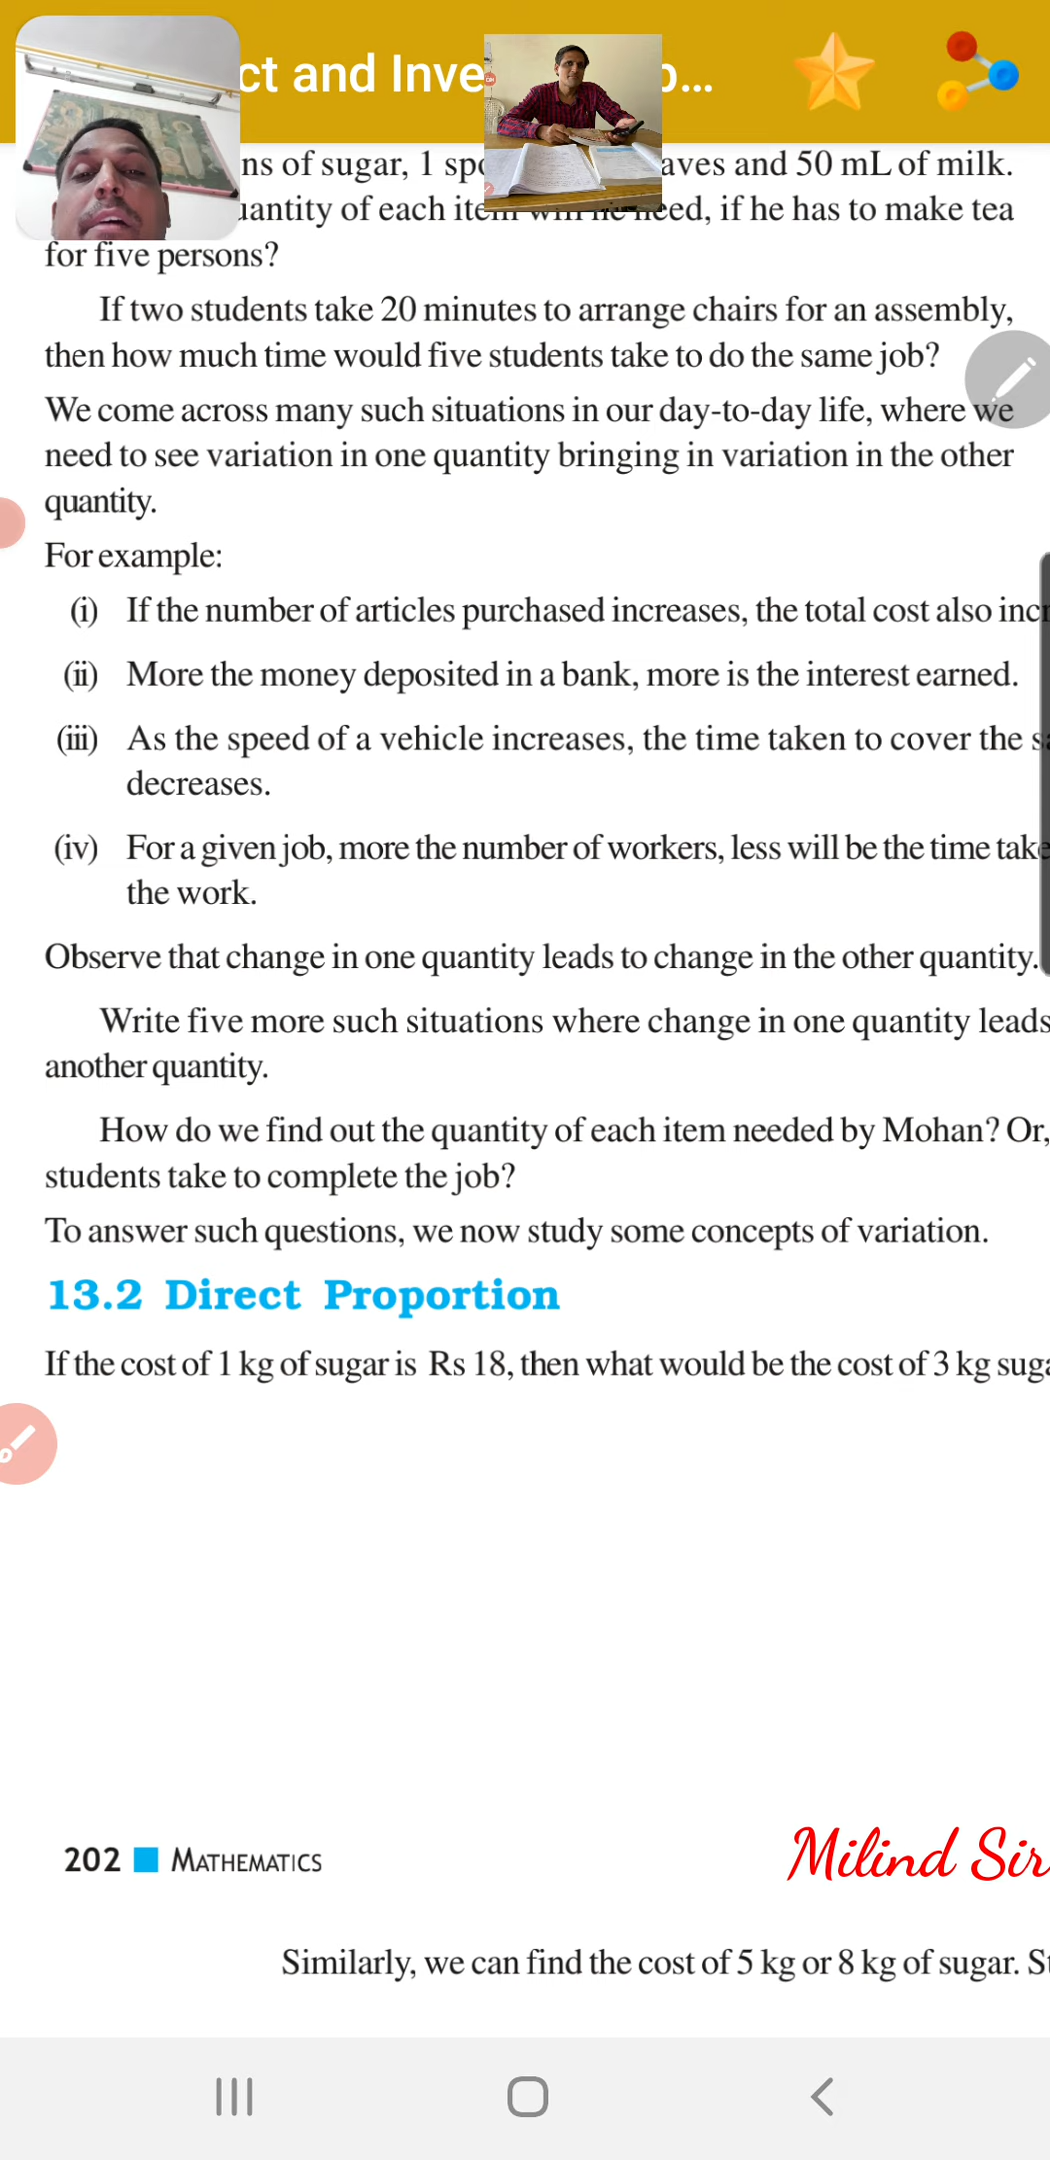 ct and Inve
of sugar, 1 and 50 mL of milk.
of each need, if he has to make tea
for five persons?
If two students take 20 minutes to arrange chairs for an assembly,
then how much time would five students take to do the same job?
We come across many such situations in our day-to-day life, where we
need to see variation in one quantity bringing in variation in the other
quantity.
For example:
(i) If the number of articles purchased increases, the total cost also inc
(ii) More the money deposited in a bank, more is the interest earned.
(iii) As the speed of a vehicle increases, the time taken to cover the
decreases.
(iv) For a given job, more the number of workers, less will be the time take
the work.
Observe that change in one quantity leads to change in the other quantity.
Write five more such situations where change in one quantity leads
another quantity.
How do we find out the quantity of each item needed by Mohan? Or,
students take to complete the job?
To answer such questions, we now study some concepts of variation.
13.2 Direct Proportion
If the cost of 1 kg of sugar is Rs 18, then what would be the cost of 3 kg sug
202 MATHEMATICS
Milind Sir
Similarly, we can find the cost of 5 kg or 8 kg of sugar.